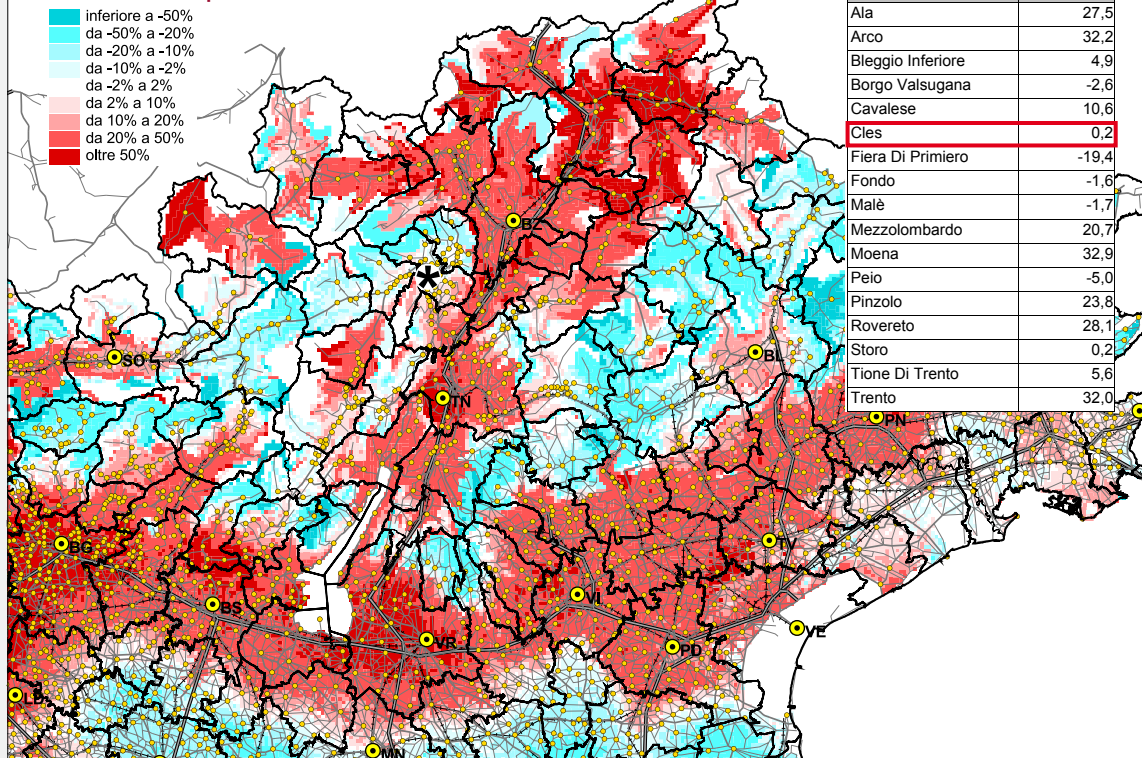 inferiore a -50%
da -50% a -20%
da -20% a -10%
da -10% a -2%
da -2% a 2%
da 2% a 10%
da 10% a 20%
da 20% a 50%
oltre 50%
Ala 27,5
Arco 32,2
Bleggio Inferiore 4,9
Borgo Valsugana -2,6
Cavalese 10,6
Cles 0,2
Fiera Di Primiero -19,4
Fondo -1,6
Malè -1,7
Mezzolombardo 20,7
Moena 32,9
Peio -5,0
Pinzolo 23,8
Rovereto 28,1
Storo 0,2
Tione Di Trento 5,6
Trento 32,0
BZ
*
SO
BL
TN
PN
BG
TV
VI
BS
VE
VR
PD
MN